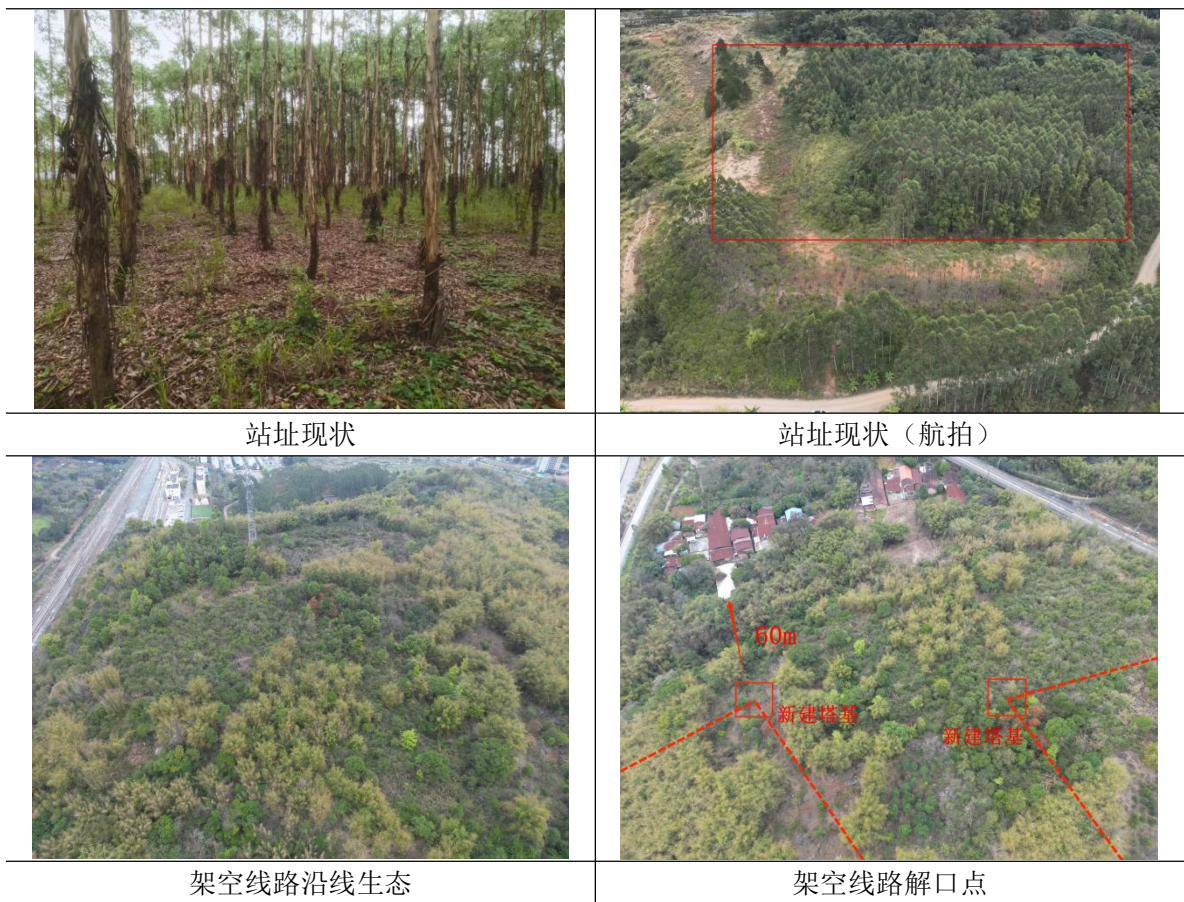 站址现状
站址现状（航拍）
60m
新建塔基
新建塔基
架空线路沿线生态
架空线路解口点